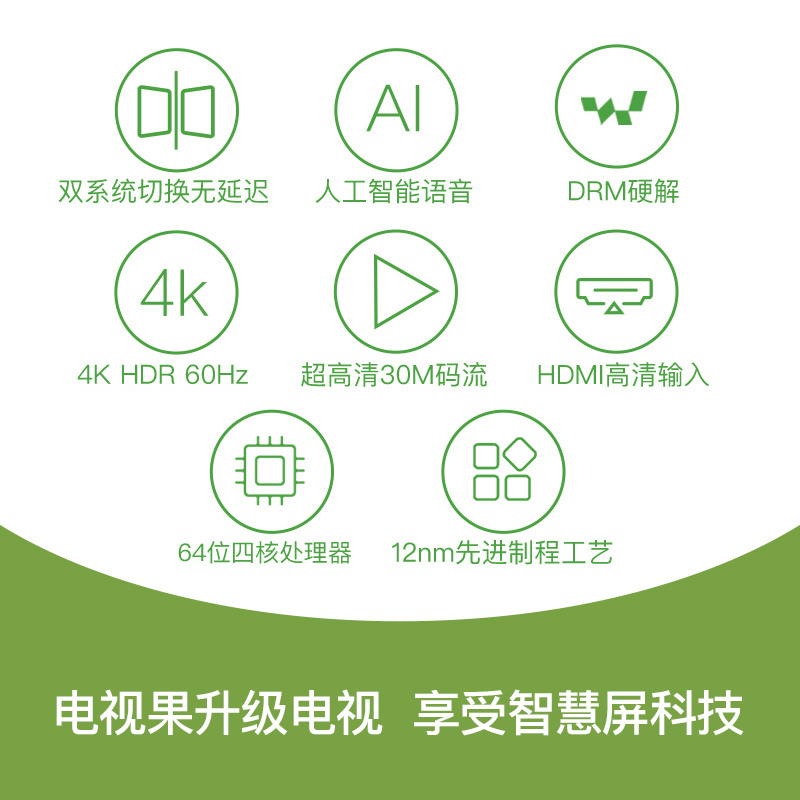 AI
双系统切换无延迟
人工智能语音
DRM硬解
4k
4K HDR 60Hz
超高清30M码流
HDMI高清输入
64位四核处理器
12nm先进制程工艺
电视果升级电视 享受智慧屏科技